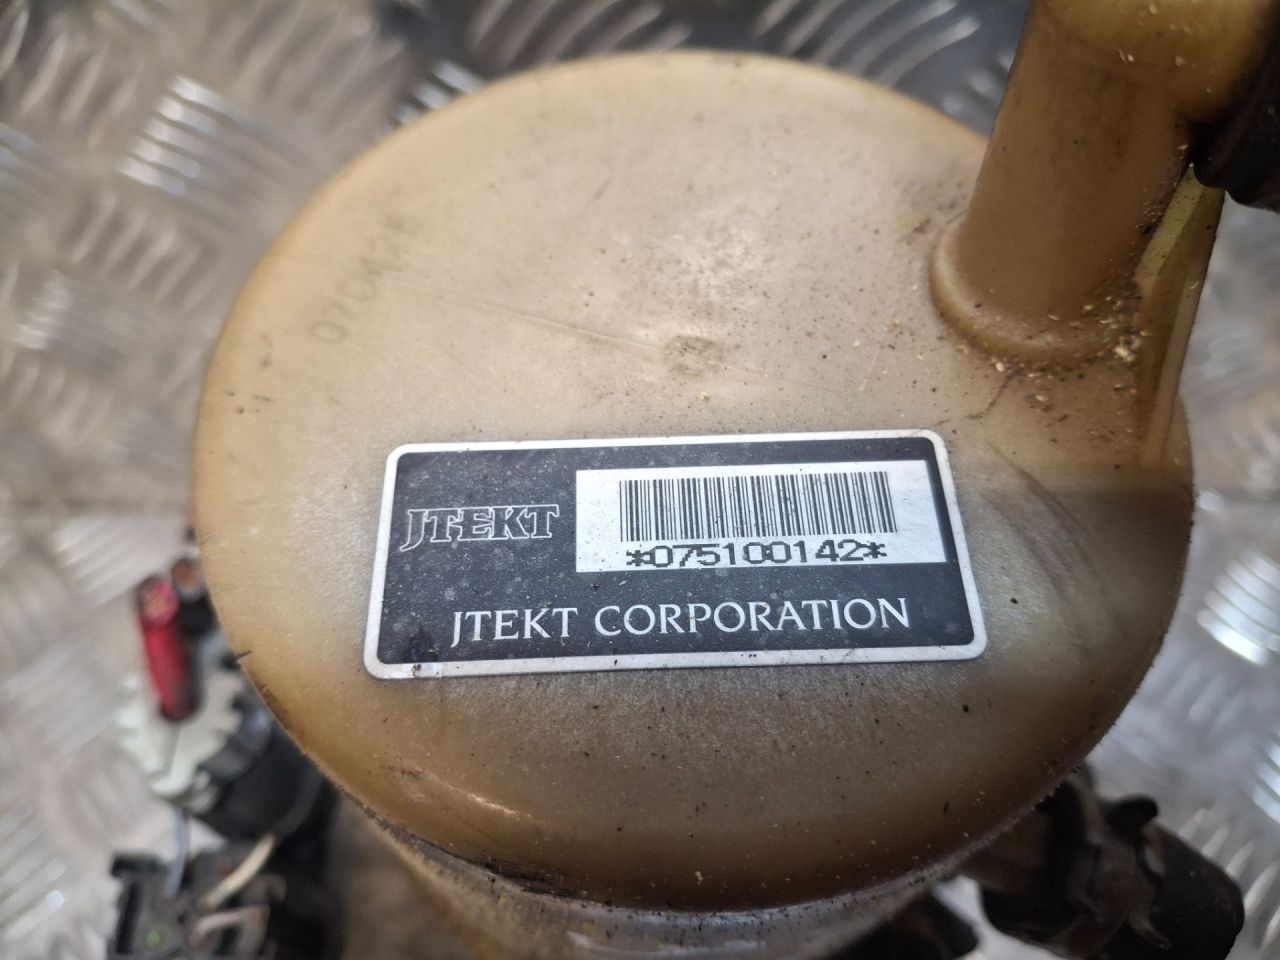 JTEKT
*075100142*
JTEKT CORPORATION